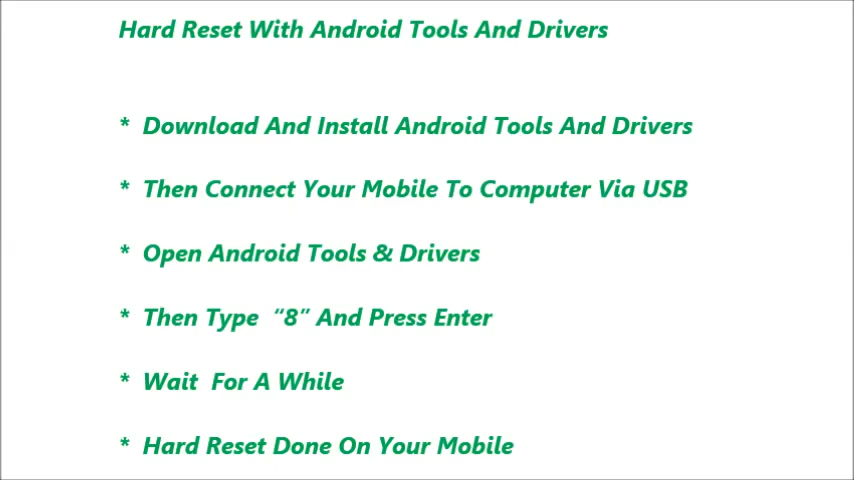 Hard Reset With Android Tools And Drivers
* Download And Install Android Tools And Drivers
* Then Connect Your Mobile To Computer Via USB
* Open Android Tools & Drivers
* Then Type “8” And Press Enter
* Wait For A While
* Hard Reset Done On Your Mobile